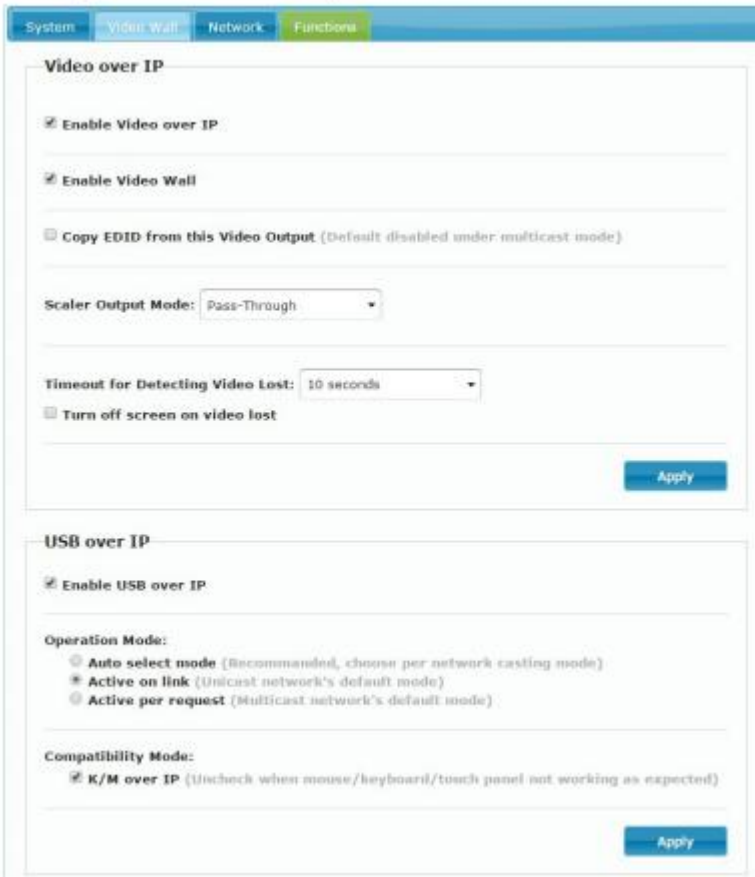 System Video Wall Network Functions
Video over IP
Enable Video over IP
Enable Video Wall
Copy EDID from this Video Output (Default disabled under multicast mode)
Scaler Output Mode: Pass-Through
Timeout for Detecting Video Lost: 10 seconds
Turn off screen on video lost
Apply
USB over IP
Enable USB over IP
Operation Mode:
Auto select mode (Recommanded, choose per network casting mode)
Active on link (Unicast network's default mode)
Active per request (Multicast network's default mode)
Compatibility Mode:
K/M over IP (Uncheck when mouse/keyboard/touch panel not working as expected)
Apply